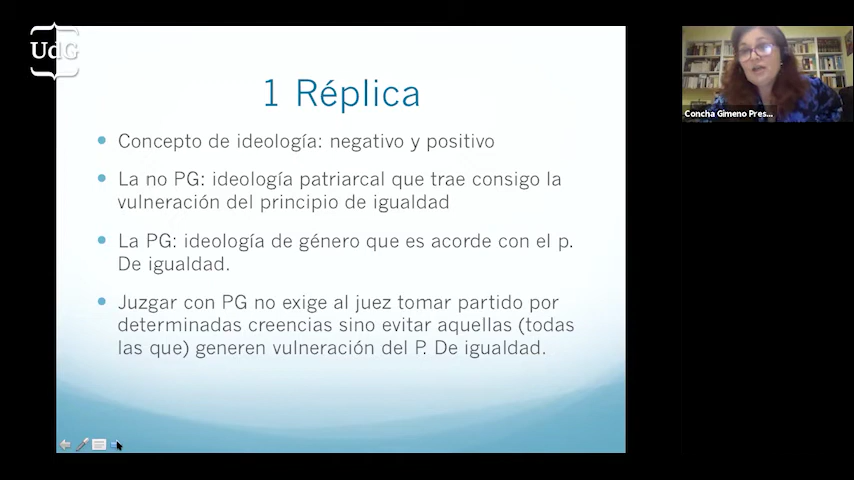 UdG
1 Réplica
Concepto de ideología: negativo y positivo
La no PG: ideología patriarcal que trae consigo la
vulneración del principio de igualdad
La PG: ideología de género que es acorde con el p.
De igualdad.
Juzgar con PG no exige al juez tomar partido por
determinadas creencias sino evitar aquellas (todas
las que) generen vulneración del P. De igualdad.
Concha Gimeno Pres...